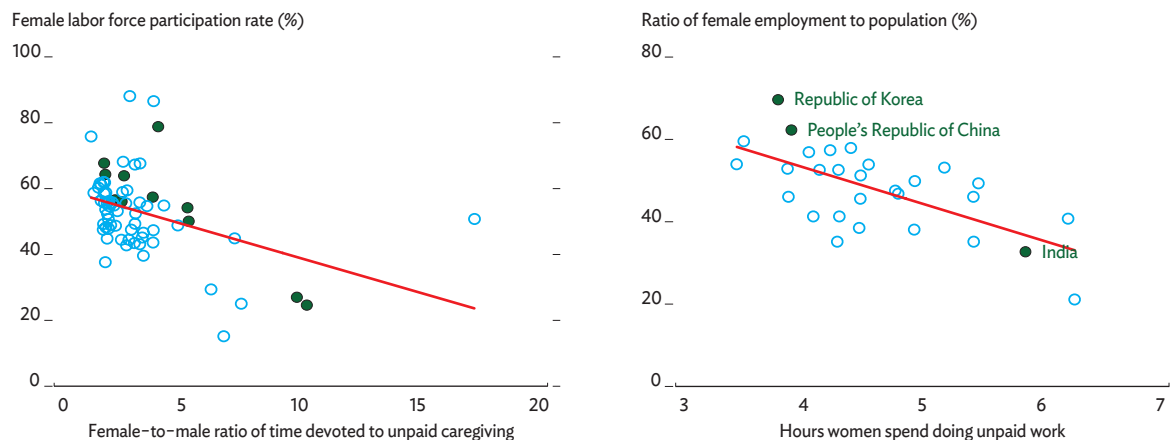 Female labor force participation rate (%)
100
80
60
40
20
0
0 5 10 15 20
Female-to-male ratio of time devoted to unpaid caregiving
Ratio of female employment to population (%)
80
60
40
20
0
Republic of Korea
People's Republic of China
India
3 4 5 6 7
Hours women spend doing unpaid work